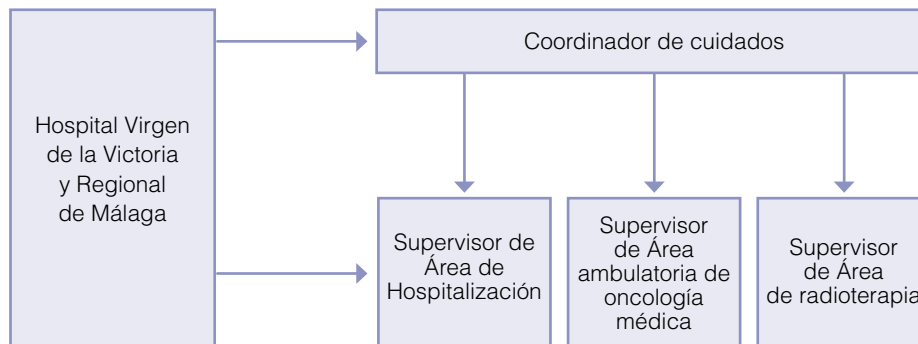 Coordinador de cuidados
Hospital Virgen
de la Victoria
y Regional
de Málaga
Supervisor de
Área de
Hospitalización
Supervisor
de Área
ambulatoria de
oncología
médica
Supervisor
de Área
de radioterapia